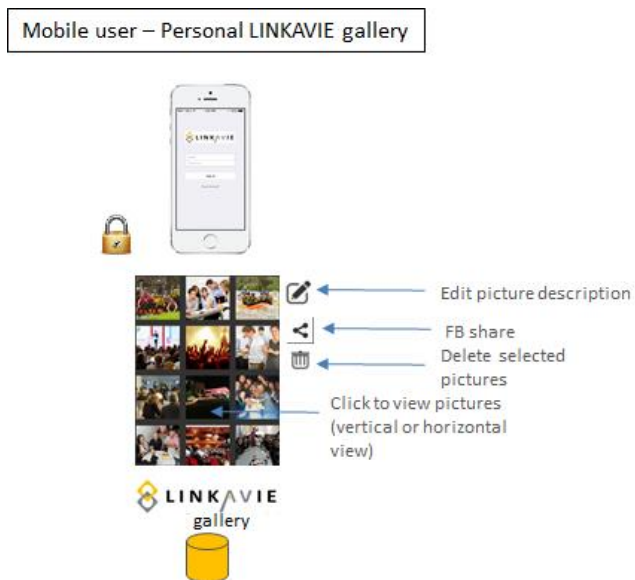 Mobile user – Personal LINKAVIE gallery
LINKAVIE
Edit picture description
FB share
Delete selected
pictures
Click to view pictures
(vertical or horizontal
view)
LINKAVIE
gallery